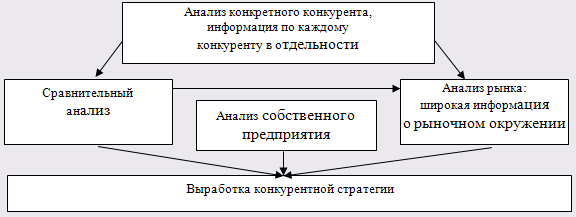 Анализ конкретного конкурента,
информация по каждому
конкуренту в отдельности
Сравнительный
анализ
Анализ рынка:
широкая информация
о рыночном окружении
Анализ собственного
предприятия
Выработка конкурентной стратегии